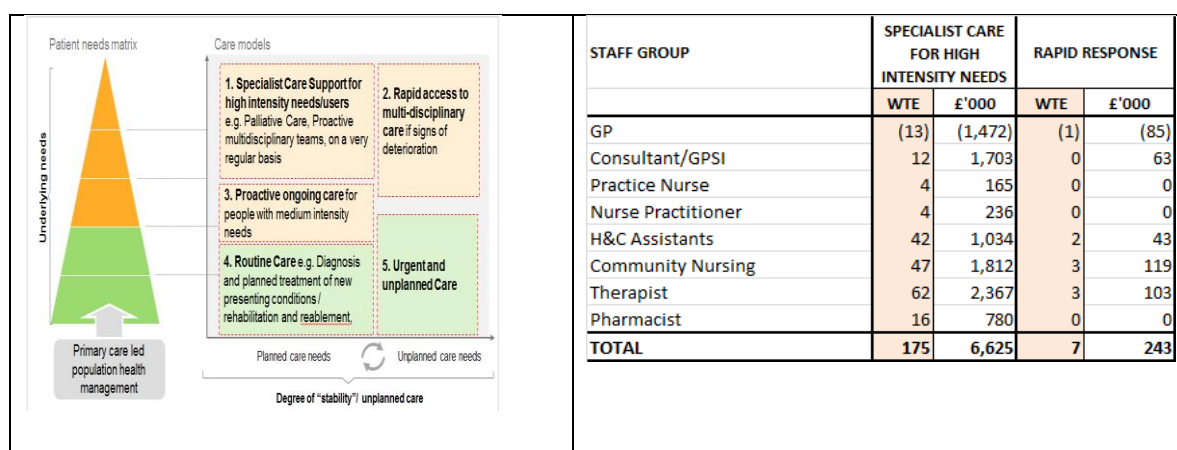 Patient needs matrix
Care models
Underlying needs
1. Specialist Care Support for
high intensity needs/users
e.g. Palliative Care, Proactive
multidisciplinary teams, on a very
regular basis
2. Rapid access to
multi-disciplinary
care if signs of
deterioration
3. Proactive ongoing care for
people with medium intensity
needs
4. Routine Care e.g. Diagnosis
and planned treatment of new
presenting conditions /
rehabilitation and reablement,
5. Urgent and
unplanned Care
Primary care led
population health
management
Planned care needs
Unplanned care needs
Degree of "stability"/ unplanned care
STAFF GROUP
SPECIALIST CARE
FOR HIGH
INTENSITY NEEDS
RAPID RESPONSE
WTE £'000 WTE £'000
GP (13) (1,472) (1) (85)
Consultant/GPSI 12 1,703 0 63
Practice Nurse 4 165 0 0
Nurse Practitioner 4 236 0 0
H&C Assistants 42 1,034 2 43
Community Nursing 47 1,812 3 119
Therapist 62 2,367 3 103
Pharmacist 16 780 0 0
TOTAL 175 6,625 7 243